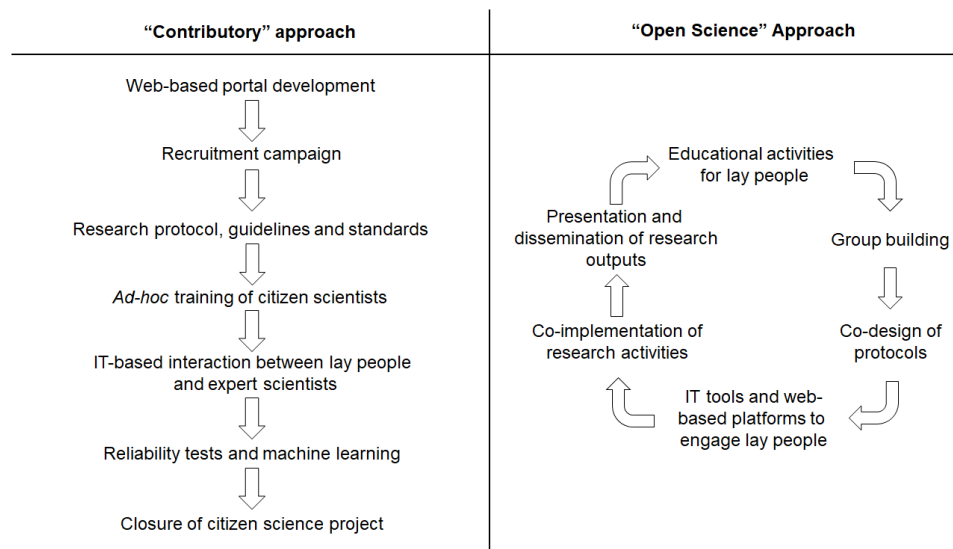 “Contributory” approach
Web-based portal development
Recruitment campaign
Research protocol, guidelines and standards
Ad-hoc training of citizen scientists
IT-based interaction between lay people
and expert scientists
Reliability tests and machine learning
Closure of citizen science project
“Open Science” Approach
Educational activities
for lay people
Group building
Co-design of
protocols
IT tools and web-
based platforms to
engage lay people
Co-implementation of
research activities
Presentation and
dissemination of research
outputs